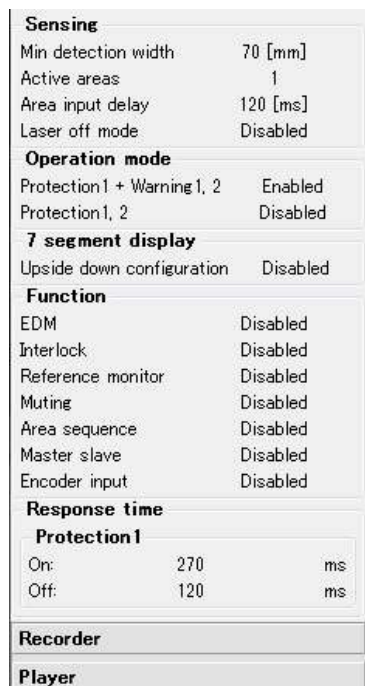 Sensing
Min detection width 70 [mm]
Active areas 1
Area input delay 120 [ms]
Laser off mode Disabled
Operation mode
Protection1 + Warning1, 2 Enabled
Protection1, 2 Disabled
7 segment display
Upside down configuration Disabled
Function
EDM Disabled
Interlock Disabled
Reference monitor Disabled
Muting Disabled
Area sequence Disabled
Master slave Disabled
Encoder input Disabled
Response time
Protection1
On: 270 ms
Off: 120 ms
Recorder
Player